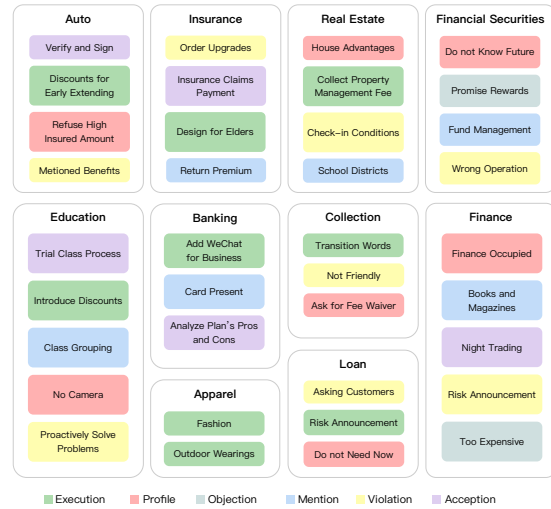 Auto
Verify and Sign
Discounts for
Early Extending
Refuse High
Insured Amount
Metioned Benefits
Insurance
Order Upgrades
Insurance Claims
Payment
Design for Elders
Return Premium
Real Estate
House Advantages
Collect Property
Management Fee
Check-in Conditions
School Districts
Financial Securities
Do not Know Future
Promise Rewards
Fund Management
Wrong Operation
Education
Trial Class Process
Introduce Discounts
Class Grouping
No Camera
Proactively Solve
Problems
Banking
Add WeChat
for Business
Card Present
Analyze Plan's Pros
and Cons
Apparel
Fashion
Outdoor Wearings
Collection
Transition Words
Not Friendly
Ask for Fee Waiver
Loan
Asking Customers
Risk Announcement
Do not Need Now
Finance
Finance Occupied
Books and
Magazines
Night Trading
Risk Announcement
Too Expensive
Execution
Profile
Objection
Mention
Violation
Acception